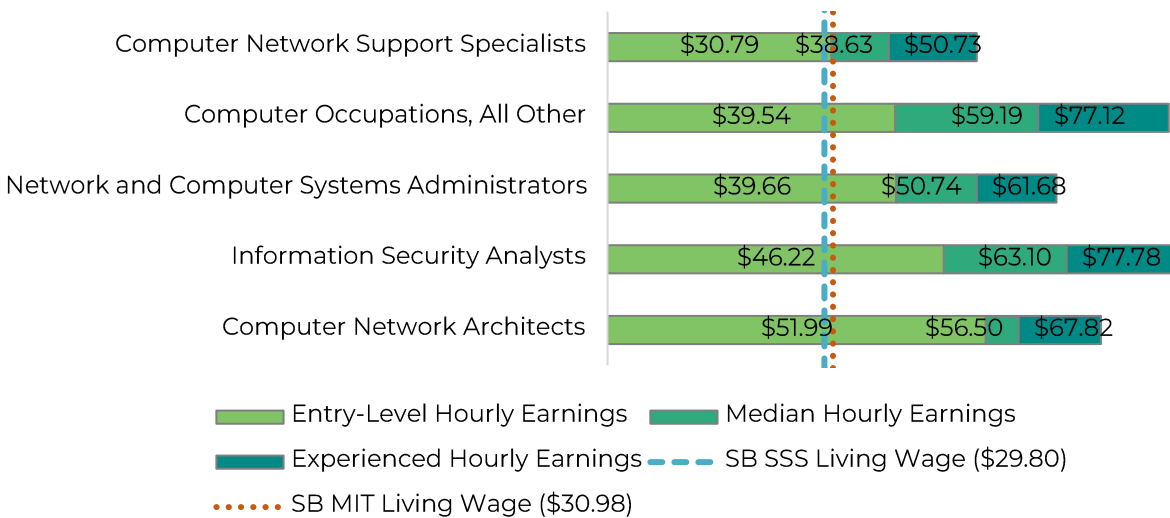 Computer Network Support Specialists $30.79 $38.63 $50.73
Computer Occupations, All Other $39.54 $59.19 $77.12
Network and Computer Systems Administrators $39.66 $50.74 $61.68
Information Security Analysts $46.22 $63.10 $77.78
Computer Network Architects $51.99 $56.50 $67.82
Entry-Level Hourly Earnings Median Hourly Earnings
Experienced Hourly Earnings SB SSS Living Wage ($29.80)
SB MIT Living Wage ($30.98)